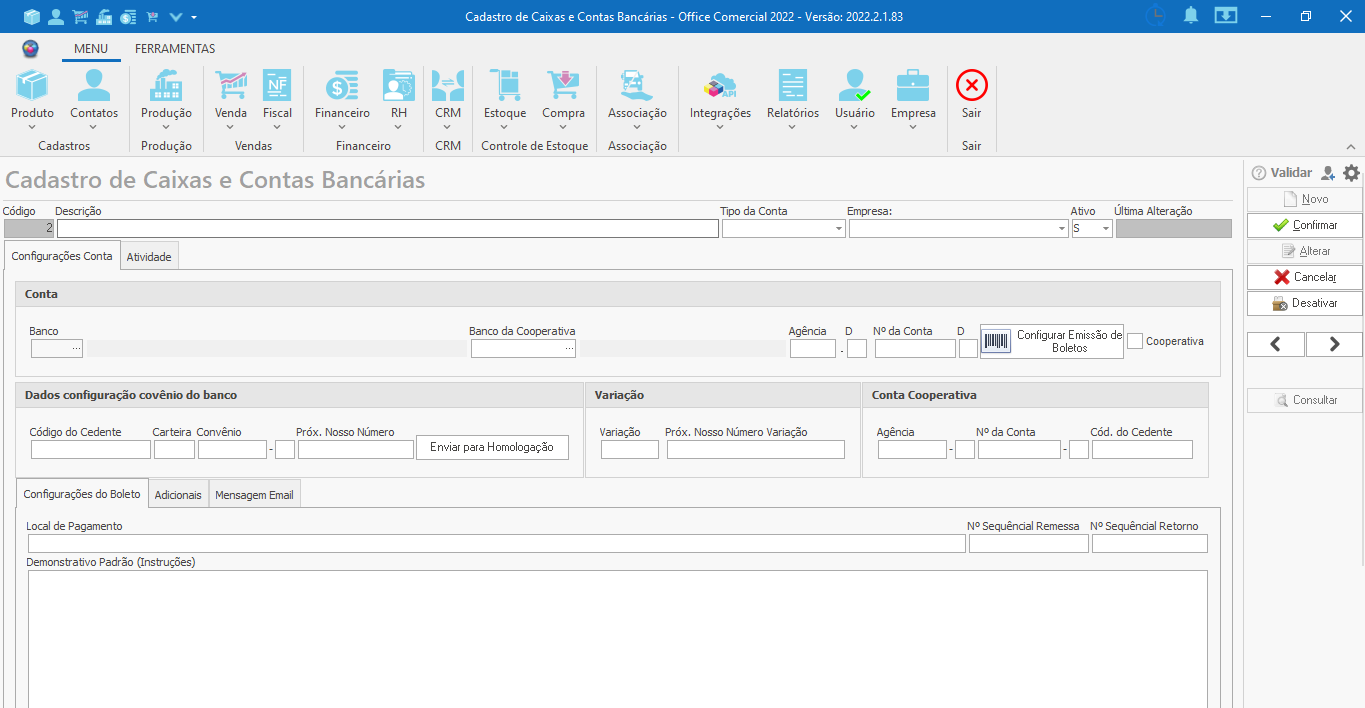 Cadastro de Caixas e Contas Bancárias - Office Comercial 2022 - Versão: 2022.2.1.83
MENU FERRAMENTAS
NF API
Produto Contatos Produção Venda Fiscal Financeiro RH CRM Estoque Compra Associação Integrações Relatórios Usuário Empresa Sair
Cadastros Produção Vendas Financeiro CRM Controle de Estoque Associação Sair
Cadastro de Caixas e Contas Bancárias
Validar
Código Descrição Tipo da Conta Empresa: Ativo Última Alteração
2 S
Novo
Confirmar
Alterar
Cancelar
Desativar
Consultar
Configurações Conta Atividade
Conta
Banco Banco da Cooperativa Agência D Nº da Conta D
... ... . Configurar Emissão de Boletos Cooperativa
Dados configuração covênio do banco Variação Conta Cooperativa
Código do Cedente Carteira Convênio Próx. Nosso Número Variação Próx. Nosso Número Variação Agência Nº da Conta Cód. do Cedente
- Enviar para Homologação - -
Configurações do Boleto Adicionais Mensagem Email
Local de Pagamento Nº Sequêncial Remessa Nº Sequêncial Retorno
Demonstrativo Padrão (Instruções)